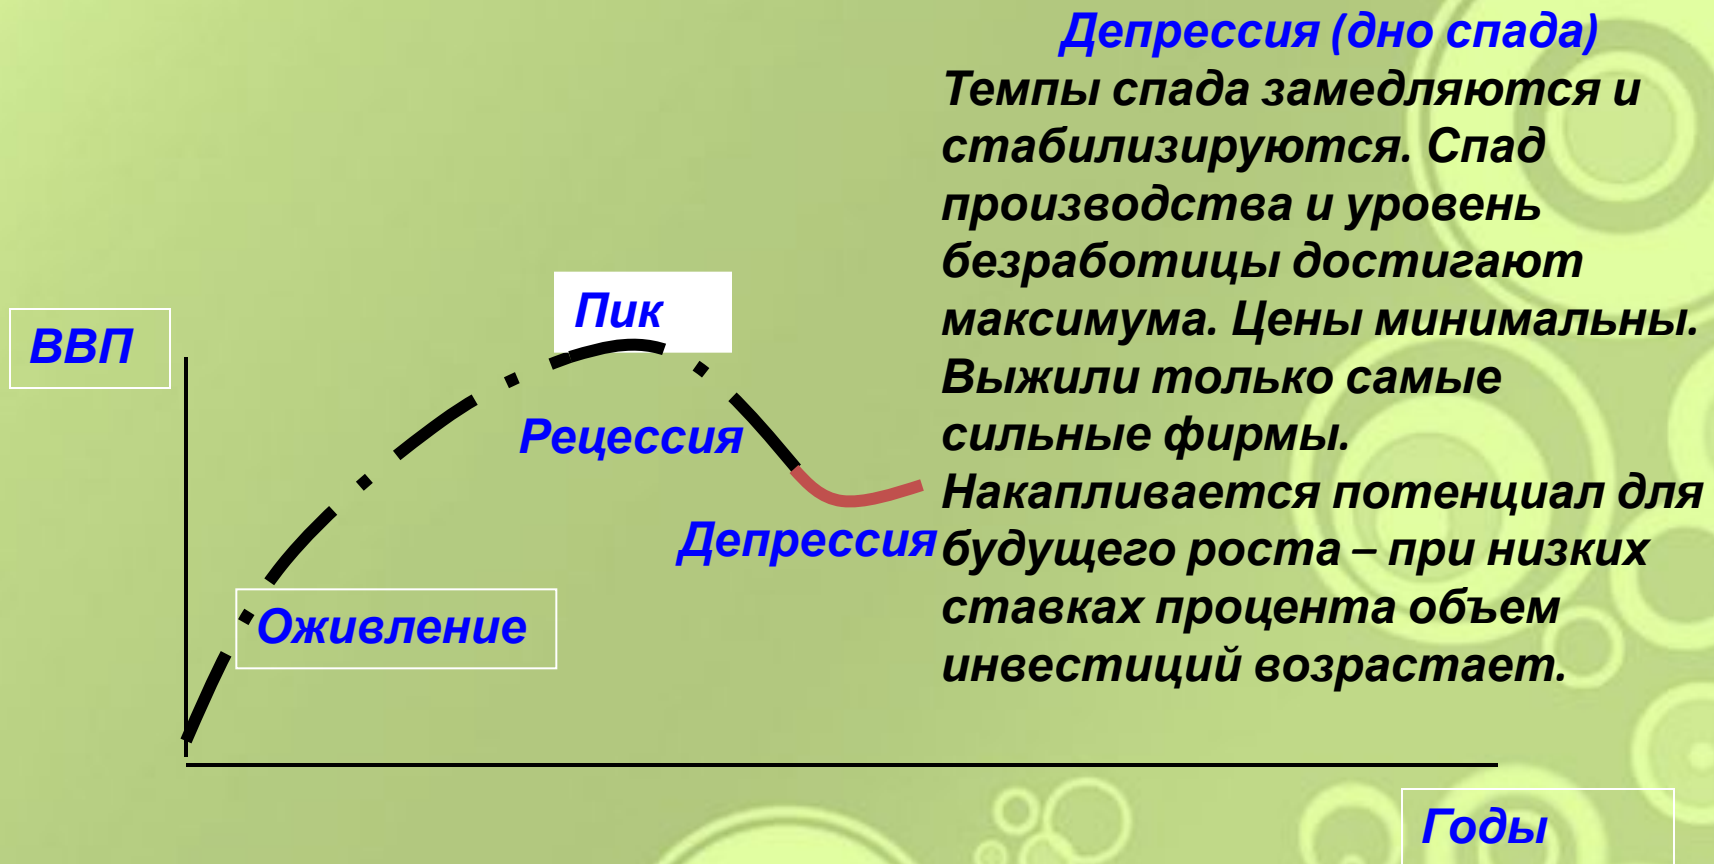 Депрессия (дно спада)
Темпы спада замедляются и
стабилизируются. Спад
производства и уровень
безработицы достигают
максимума. Цены минимальны.
Выжили только самые
сильные фирмы.
Накапливается потенциал для
будущего роста – при низких
ставках процента объем
инвестиций возрастает.
ВВП
Пик
Рецессия
Депрессия
Оживление
Годы